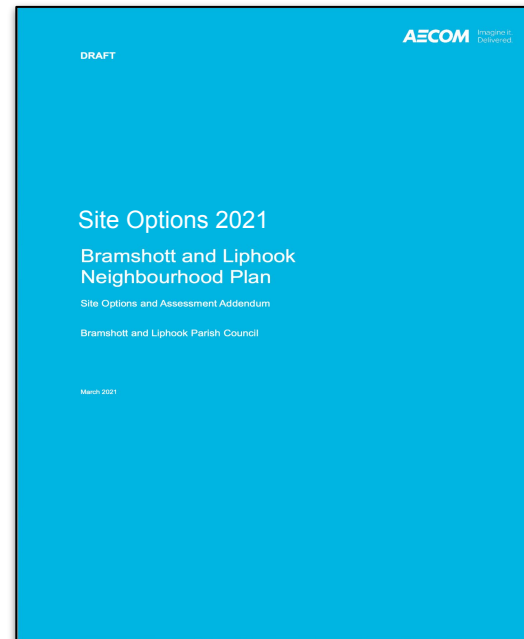 AECOM
Imagine it.
Delivered.
DRAFT
Site Options 2021
Bramshott and Liphook
Neighbourhood Plan
Site Options and Assessment Addendum
Bramshott and Liphook Parish Council
March 2021